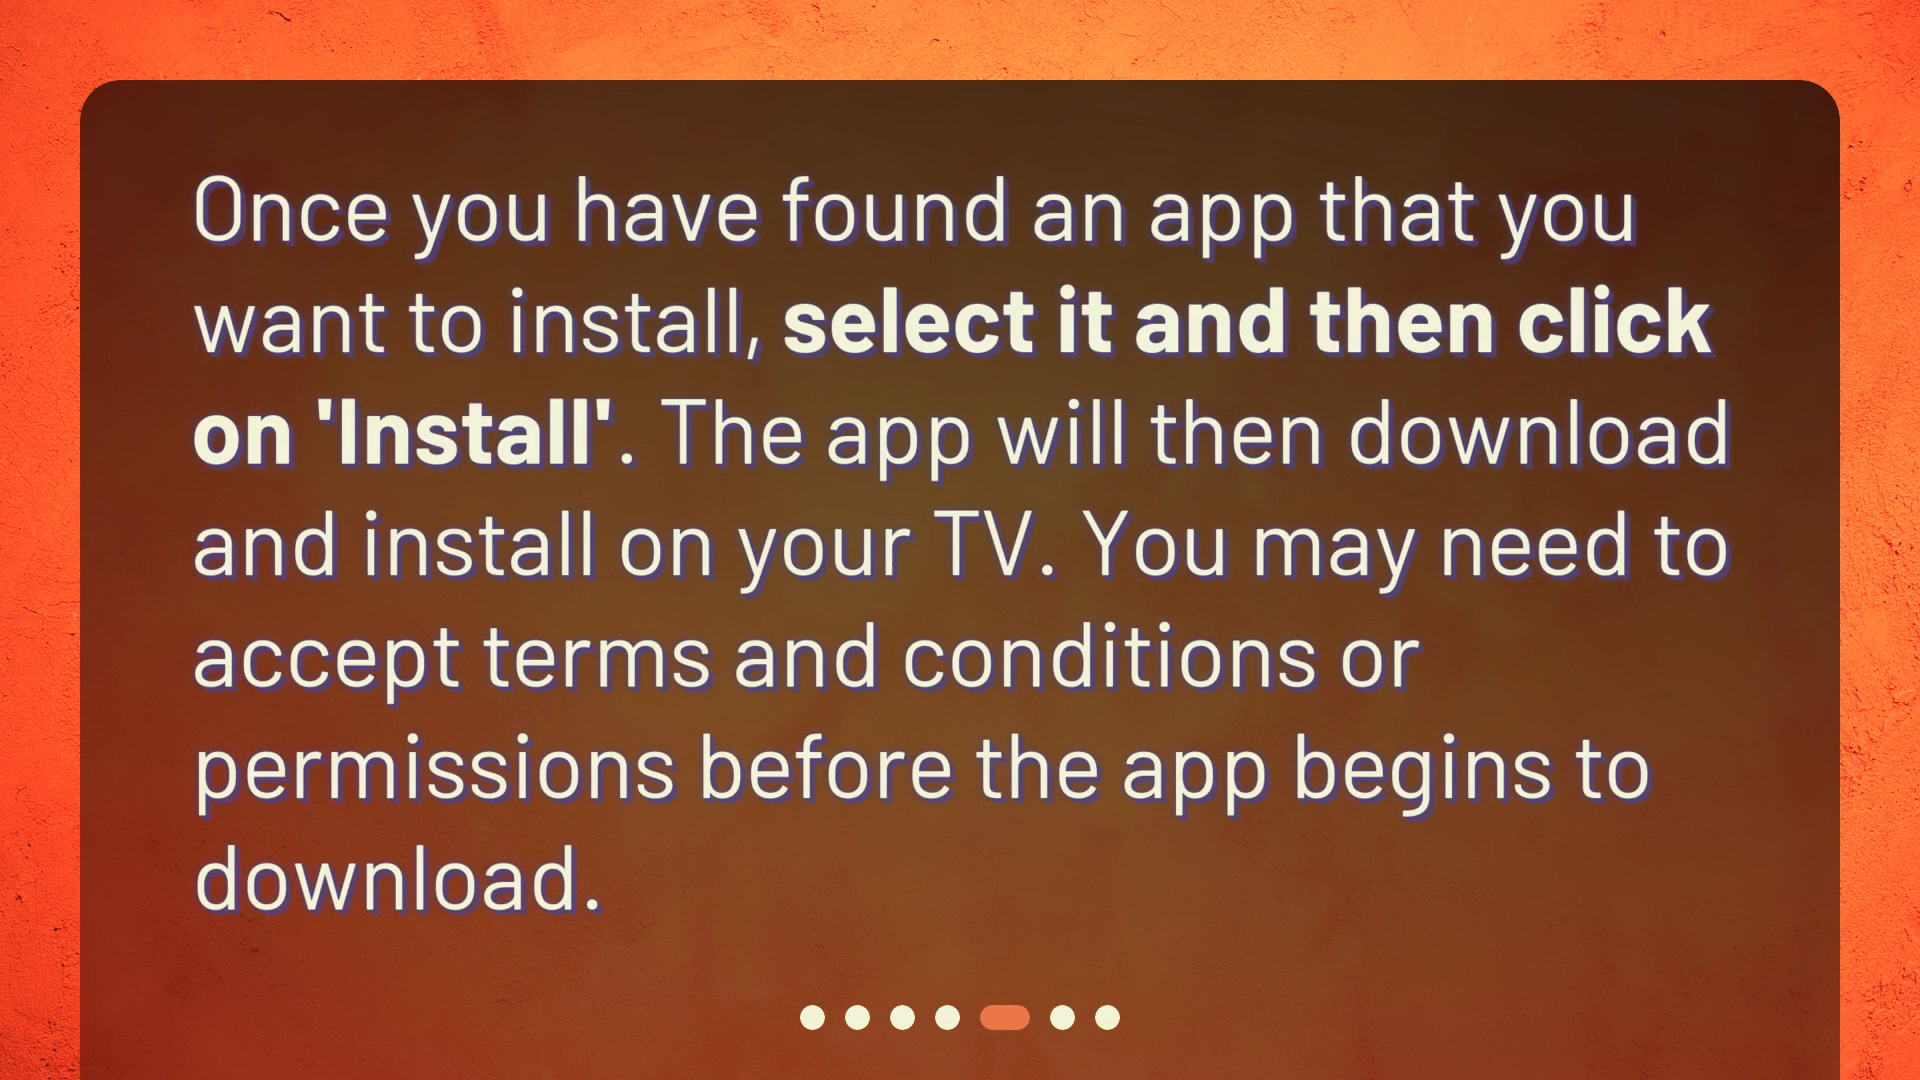 Once you have found an app that you
want to install, select it and then click
on 'Install'. The app will then download
and install on your TV. You may need to
accept terms and conditions or
permissions before the app begins to
download.